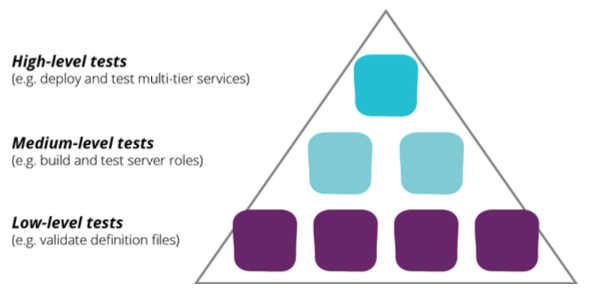 High-level tests
(e.g. deploy and test multi-tier services)
Medium-level tests
(e.g. build and test server roles)
Low-level tests
(e.g. validate definition files)